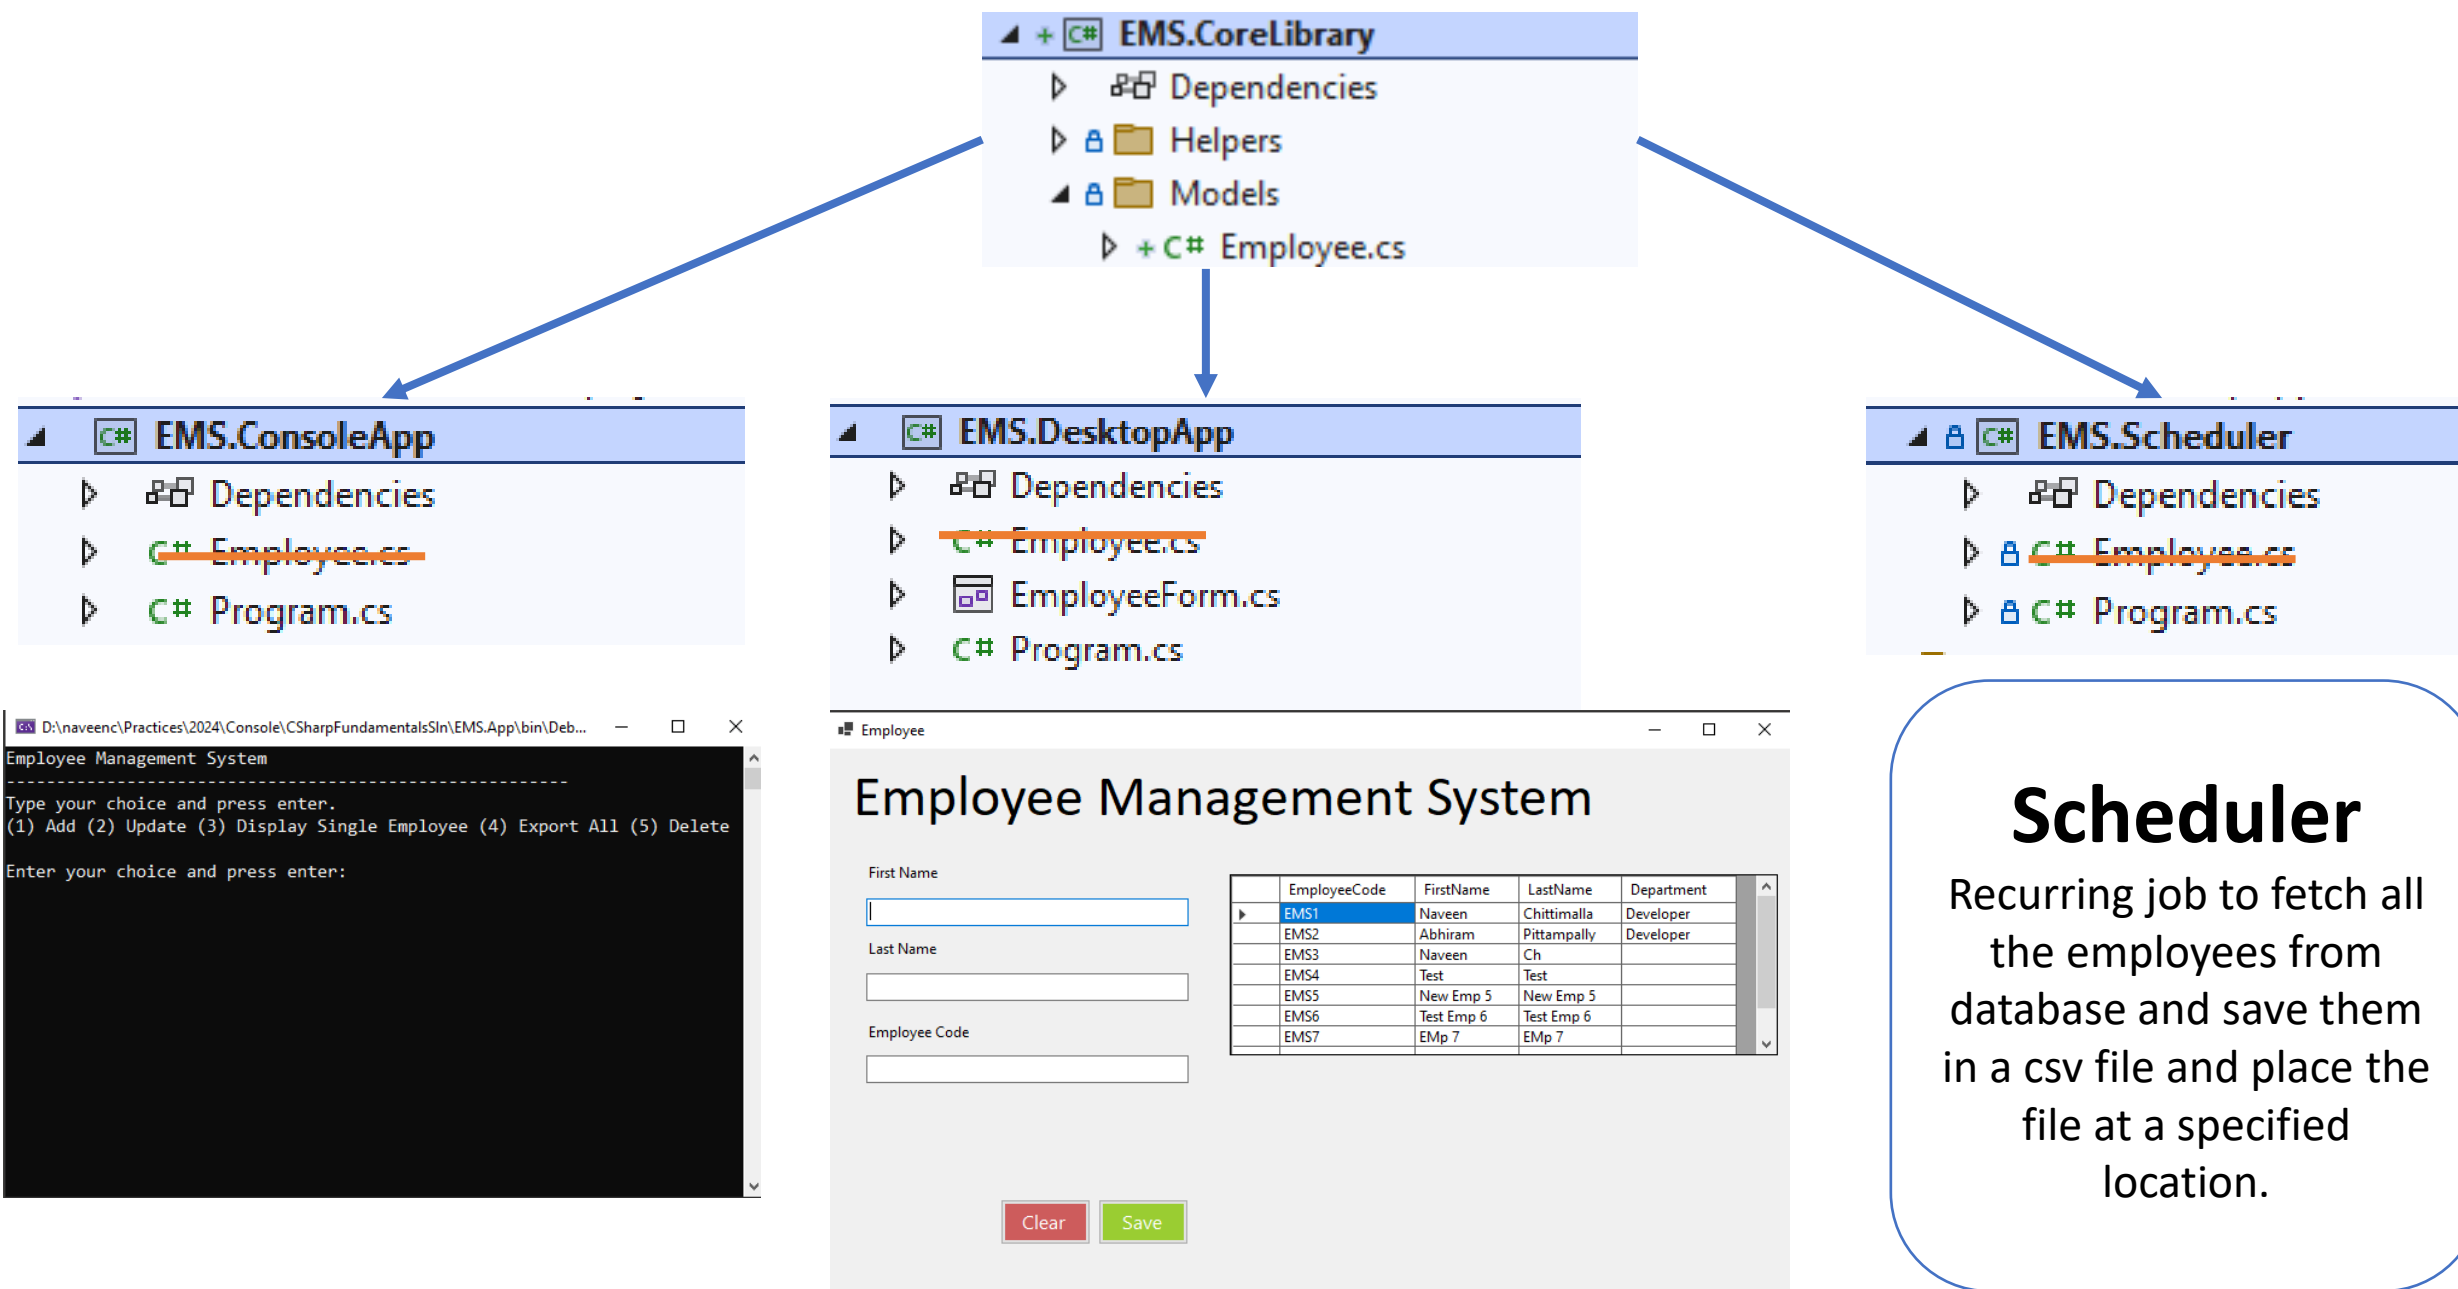 EMS.CoreLibrary
Dependencies
Helpers
Models
C# Employee.cs
C# EMS.ConsoleApp
Dependencies
C# Employee.cs
C# Program.cs
C# EMS.DesktopApp
Dependencies
C# Employee.cs
EmployeeForm.cs
C# Program.cs
C# EMS.Scheduler
Dependencies
C# Employee.cs
C# Program.cs
D:\naveenc\Practices\2024\Console\CSharpFundamentalsSln\EMS.App\bin\Deb...
Employee Management System
--------------------------------------------------------
Type your choice and press enter.
(1) Add (2) Update (3) Display Single Employee (4) Export All (5) Delete
Enter your choice and press enter:
Employee
Employee Management System
First Name
Last Name
Employee Code
EmployeeCode FirstName LastName Department
EMS1 Naveen Chittimalla Developer
EMS2 Abhiram Pittampally Developer
EMS3 Naveen Ch
EMS4 Test Test
EMS5 New Emp 5 New Emp 5
EMS6 Test Emp 6 Test Emp 6
EMS7 EMp 7 EMp 7
Clear Save
Scheduler
Recurring job to fetch all
the employees from
database and save them
in a csv file and place the
file at a specified
location.